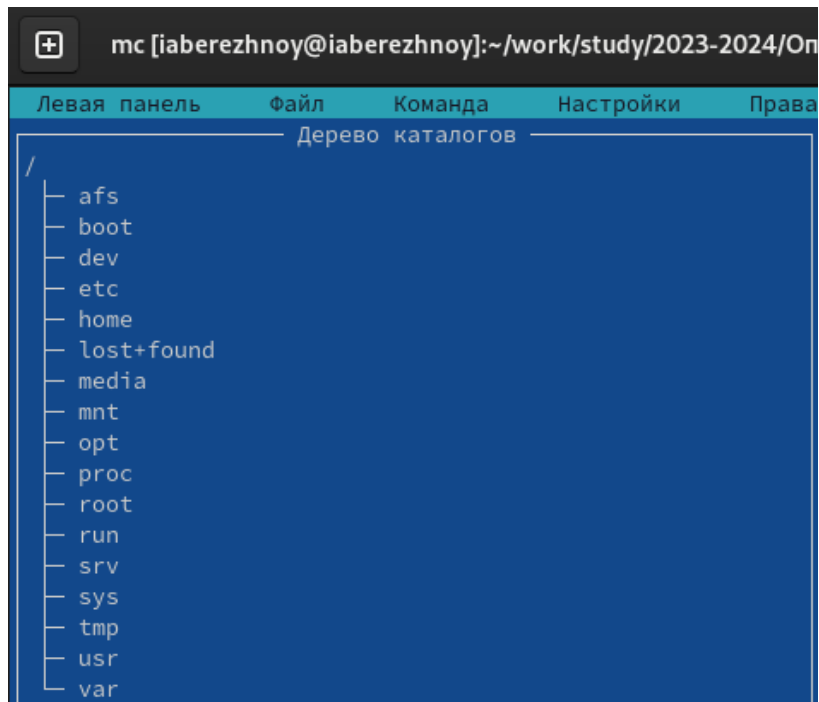 mc [iaberezhnoy@iaberezhnoy]:~/work/study/2023-2024/Оп
Левая панель Файл Команда Настройки Права
Дерево каталогов
/
afs
boot
dev
etc
home
lost+found
media
mnt
opt
proc
root
run
srv
sys
tmp
usr
var